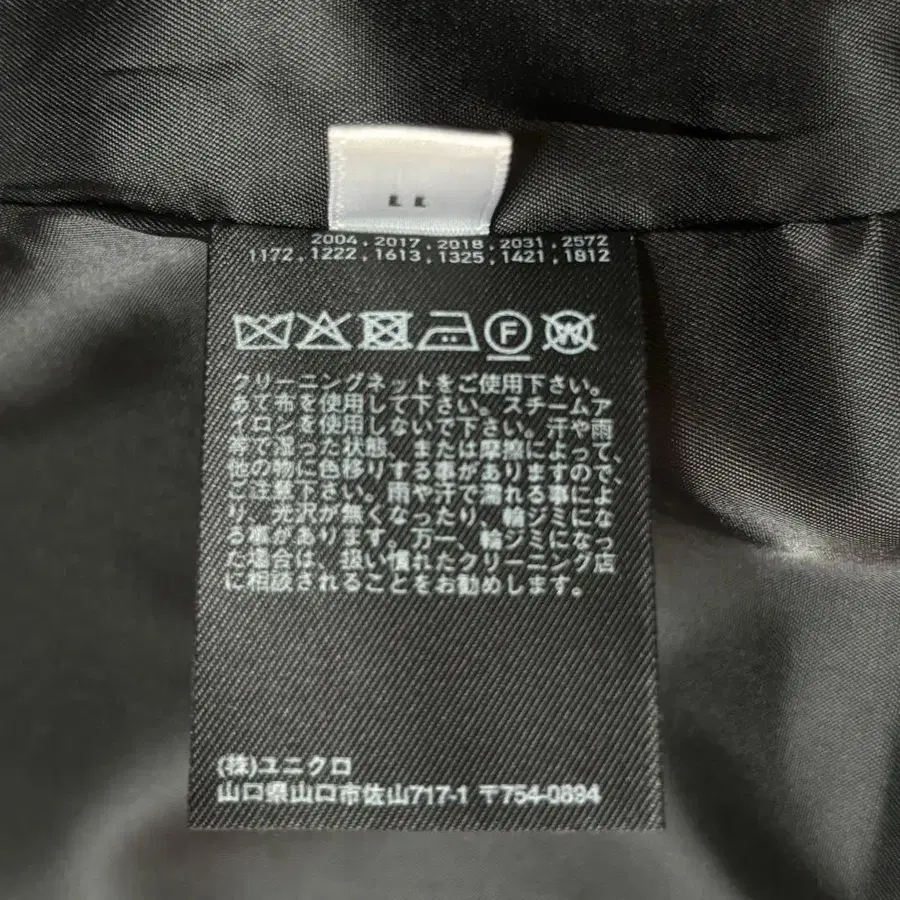 LL
2004,2017,2018,2031,2572
1172,1222,1613,1325,1421,1812
F
W
クリーニングネットをご使用下さい。
あて布を使用して下さい。スチームア
イロンを使用しないで下さい。汗や雨
等で湿った状態、または摩擦によって、
他の物に色移りする事がありますので、
ご注意下さい。雨や汗で濡れる事によ
り、光沢が無くなったり、輪ジミにな
る事があります。万一、輪ジミになっ
た場合は、扱い慣れたクリーニング店
に相談されることをお勧めします。
(株)ユニクロ
山口県山口市佐山717-1 〒754-0894